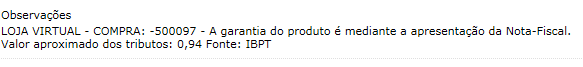 Observações
LOJA VIRTUAL - COMPRA: -500097 - A garantia do produto é mediante a apresentação da Nota-Fiscal.
Valor aproximado dos tributos: 0,94 Fonte: IBPT